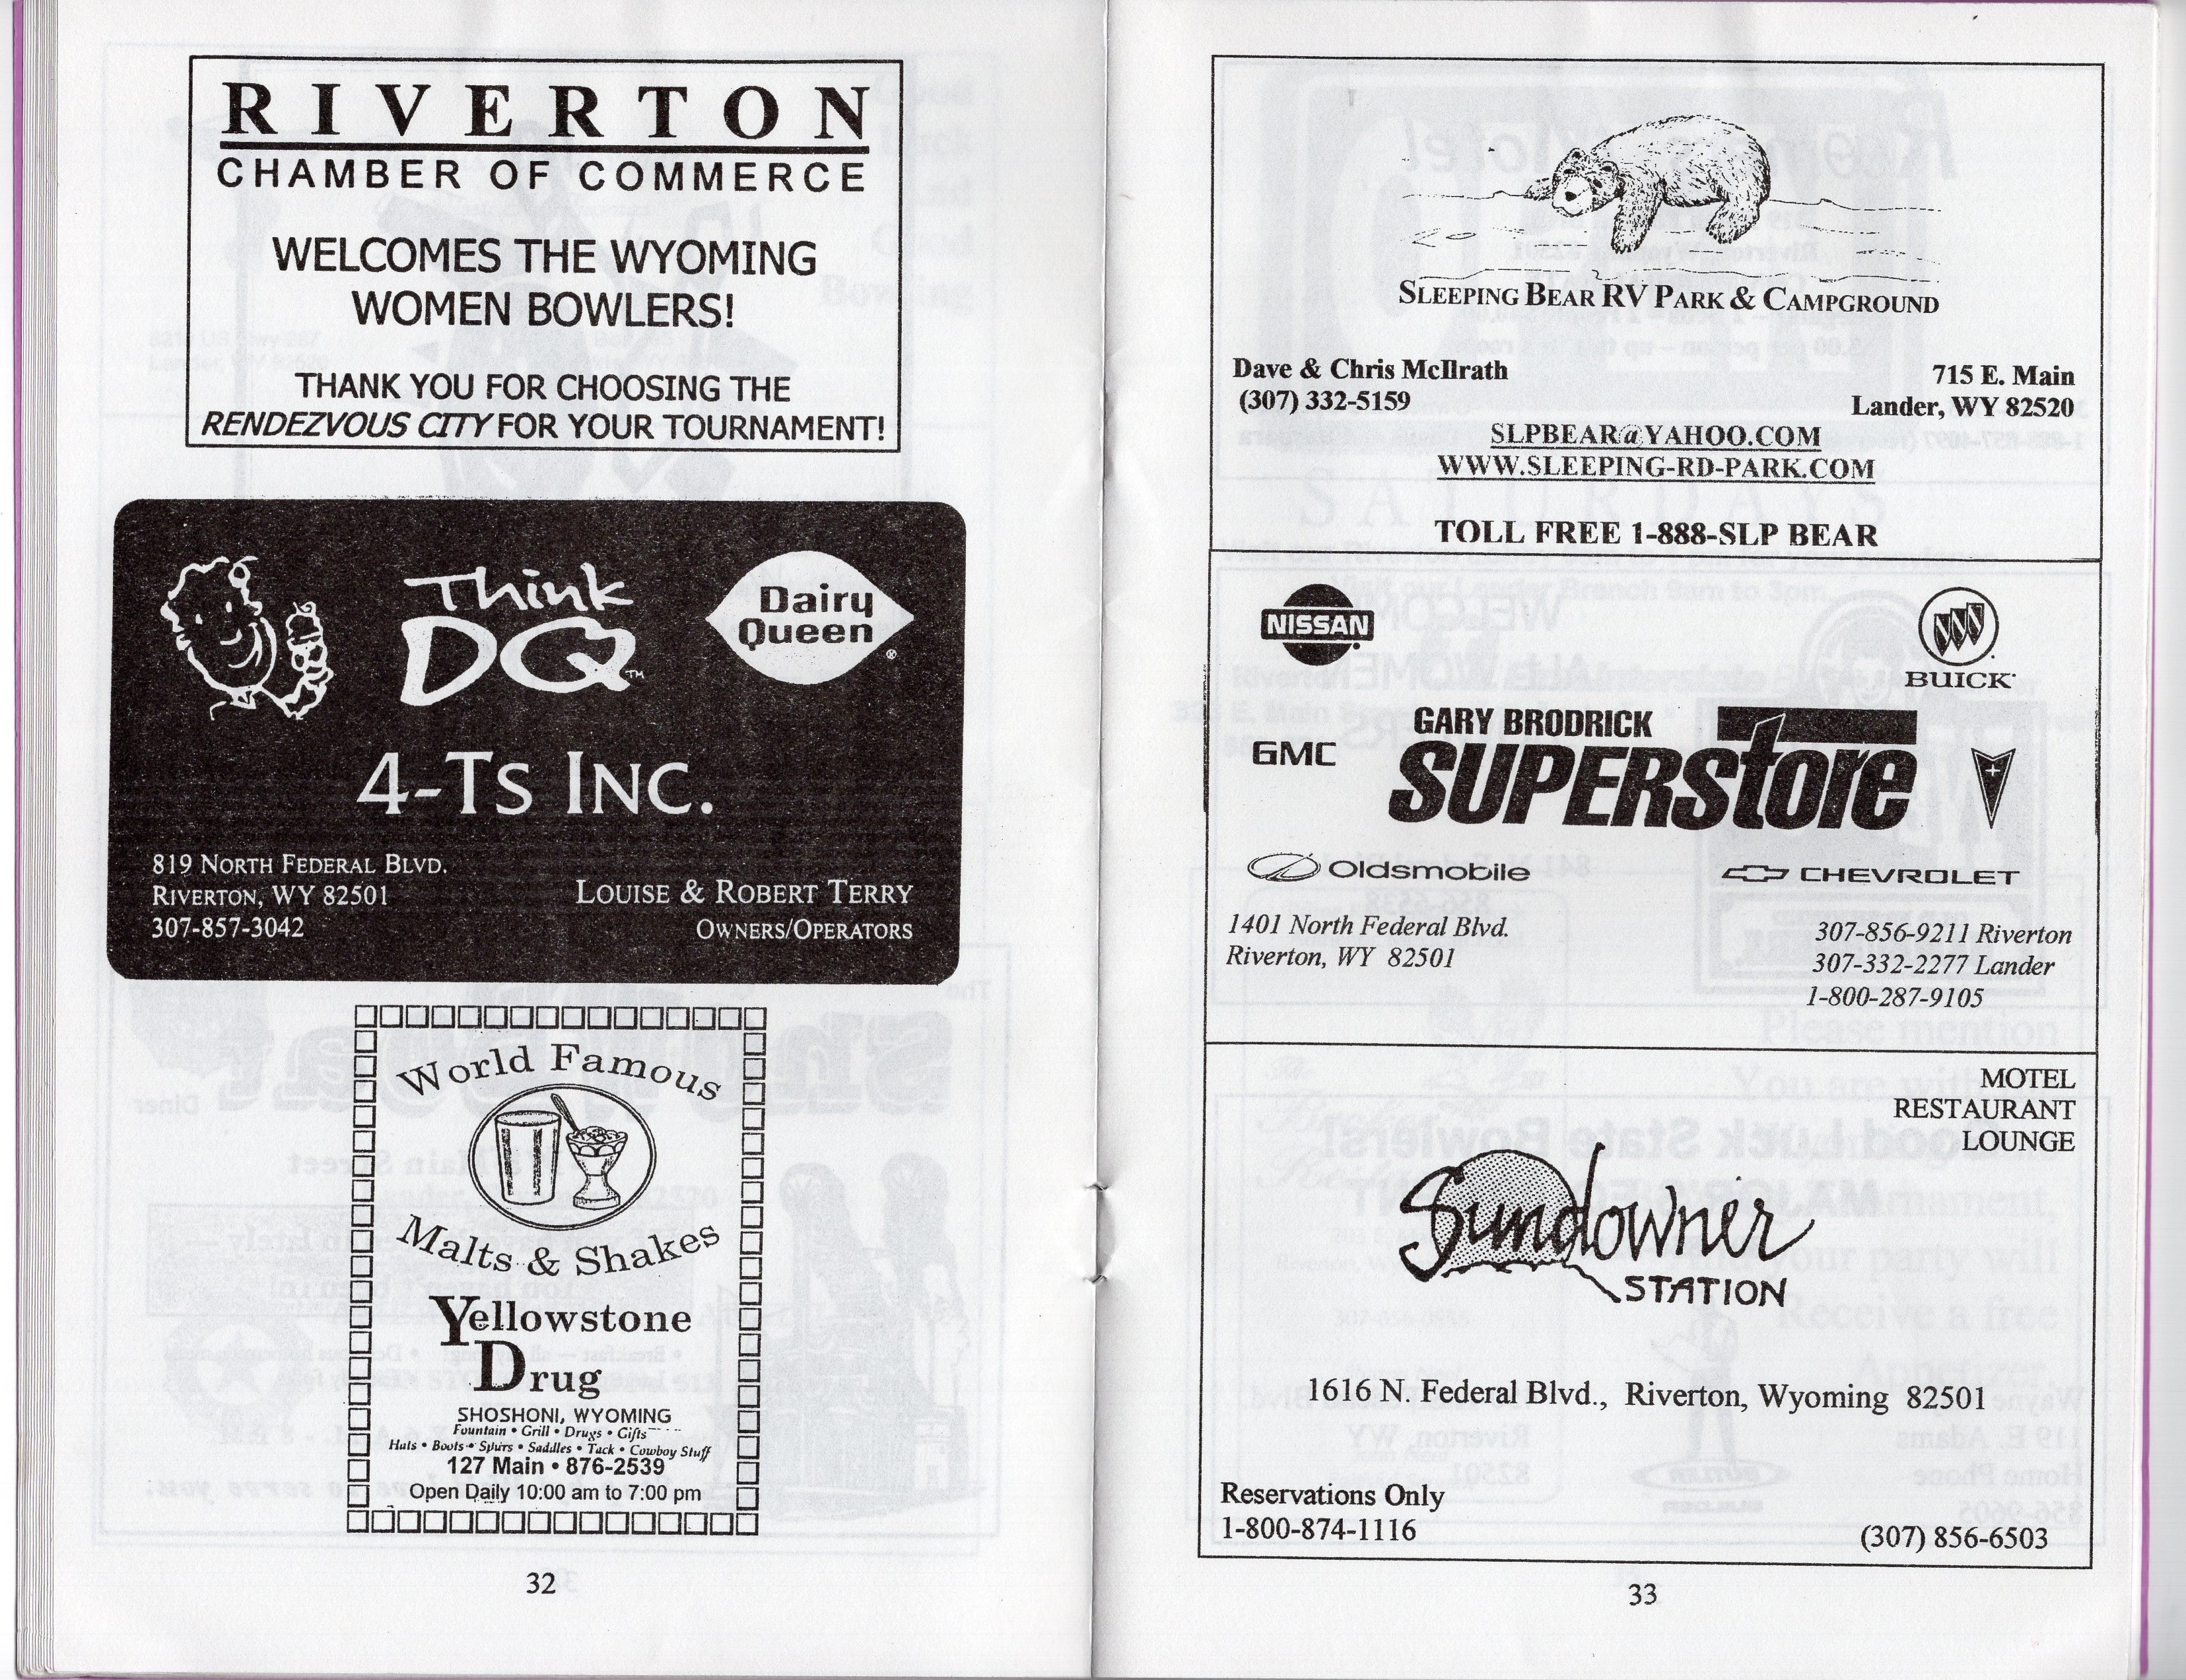 RIVERTON
CHAMBER OF COMMERCE
WELCOMES THE WYOMING
WOMEN BOWLERS!
THANK YOU FOR CHOOSING THE
RENDEZVOUS CITY FOR YOUR TOURNAMENT!
Think
DQ™
Dairy
Queen®
4-Ts Inc.
819 North Federal Blvd.
Riverton, WY 82501
307-857-3042
Louise & Robert Terry
Owners/Operators
World Famous
Malts & Shakes
Yellowstone
Drug
SHOSHONI, WYOMING
Fountain • Grill • Drugs • Gifts
Hats • Boots • Spurs • Saddles • Tack • Cowboy Stuff
127 Main • 876-2539
Open Daily 10:00 am to 7:00 pm
32
Sleeping Bear RV Park & Campground
Dave & Chris McIlrath
(307) 332-5159
715 E. Main
Lander, WY 82520
SLPBEAR@YAHOO.COM
WWW.SLEEPING-RD-PARK.COM
TOLL FREE 1-888-SLP BEAR
NISSAN
BUICK
GMC
GARY BRODRICK
SUPERstore
Oldsmobile
CHEVROLET
1401 North Federal Blvd.
Riverton, WY 82501
307-856-9211 Riverton
307-332-2277 Lander
1-800-287-9105
MOTEL
RESTAURANT
LOUNGE
Sundowner
STATION
1616 N. Federal Blvd., Riverton, Wyoming 82501
Reservations Only
1-800-874-1116
(307) 856-6503
33